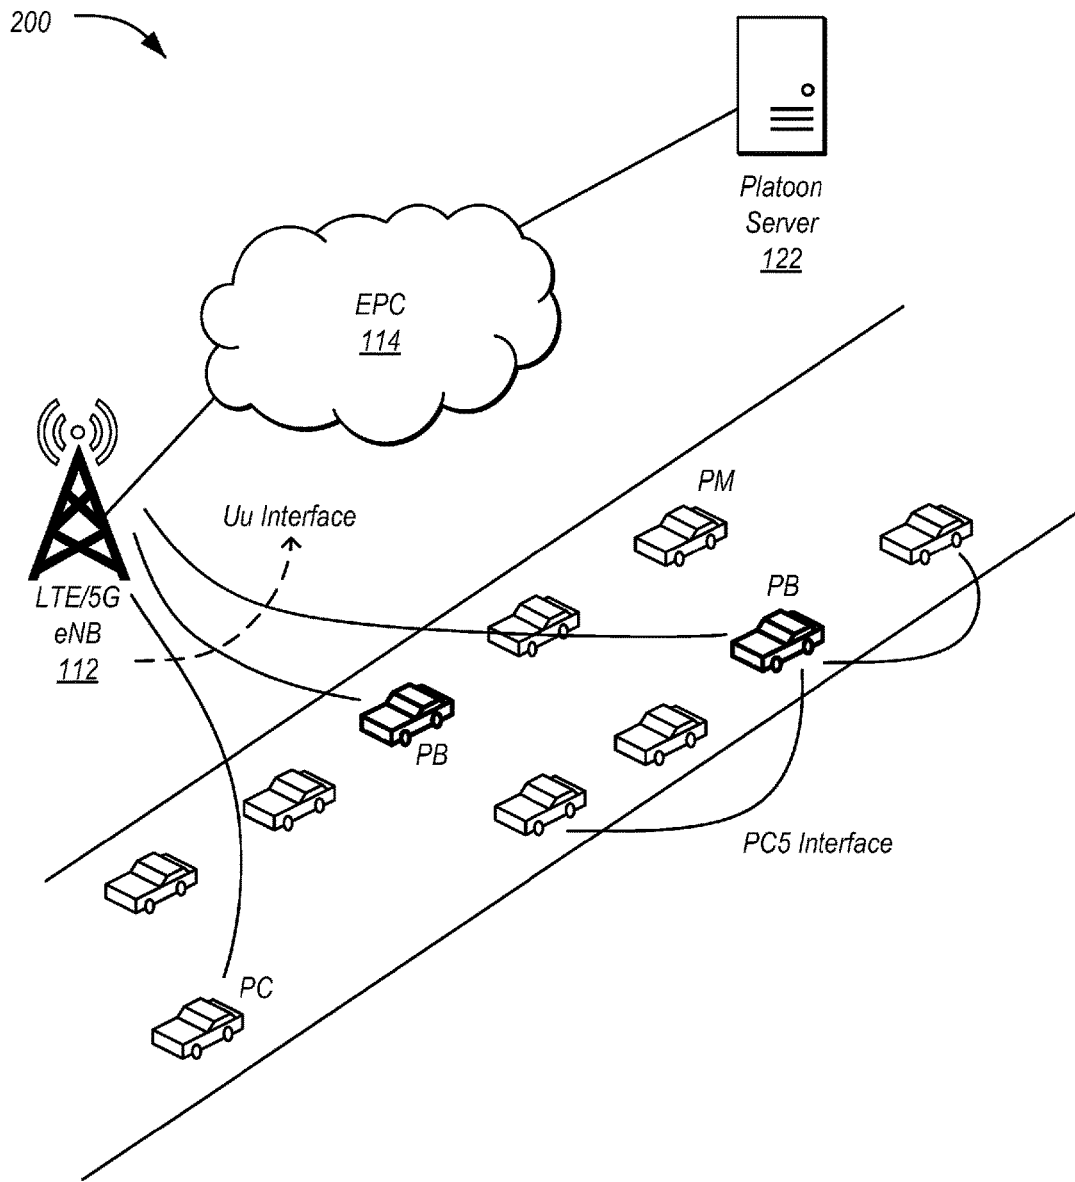 200
Platoon
Server
122
EPC
114
PM
Uu Interface
LTE/5G
eNB
112
PB
PB
PC5 Interface
PC